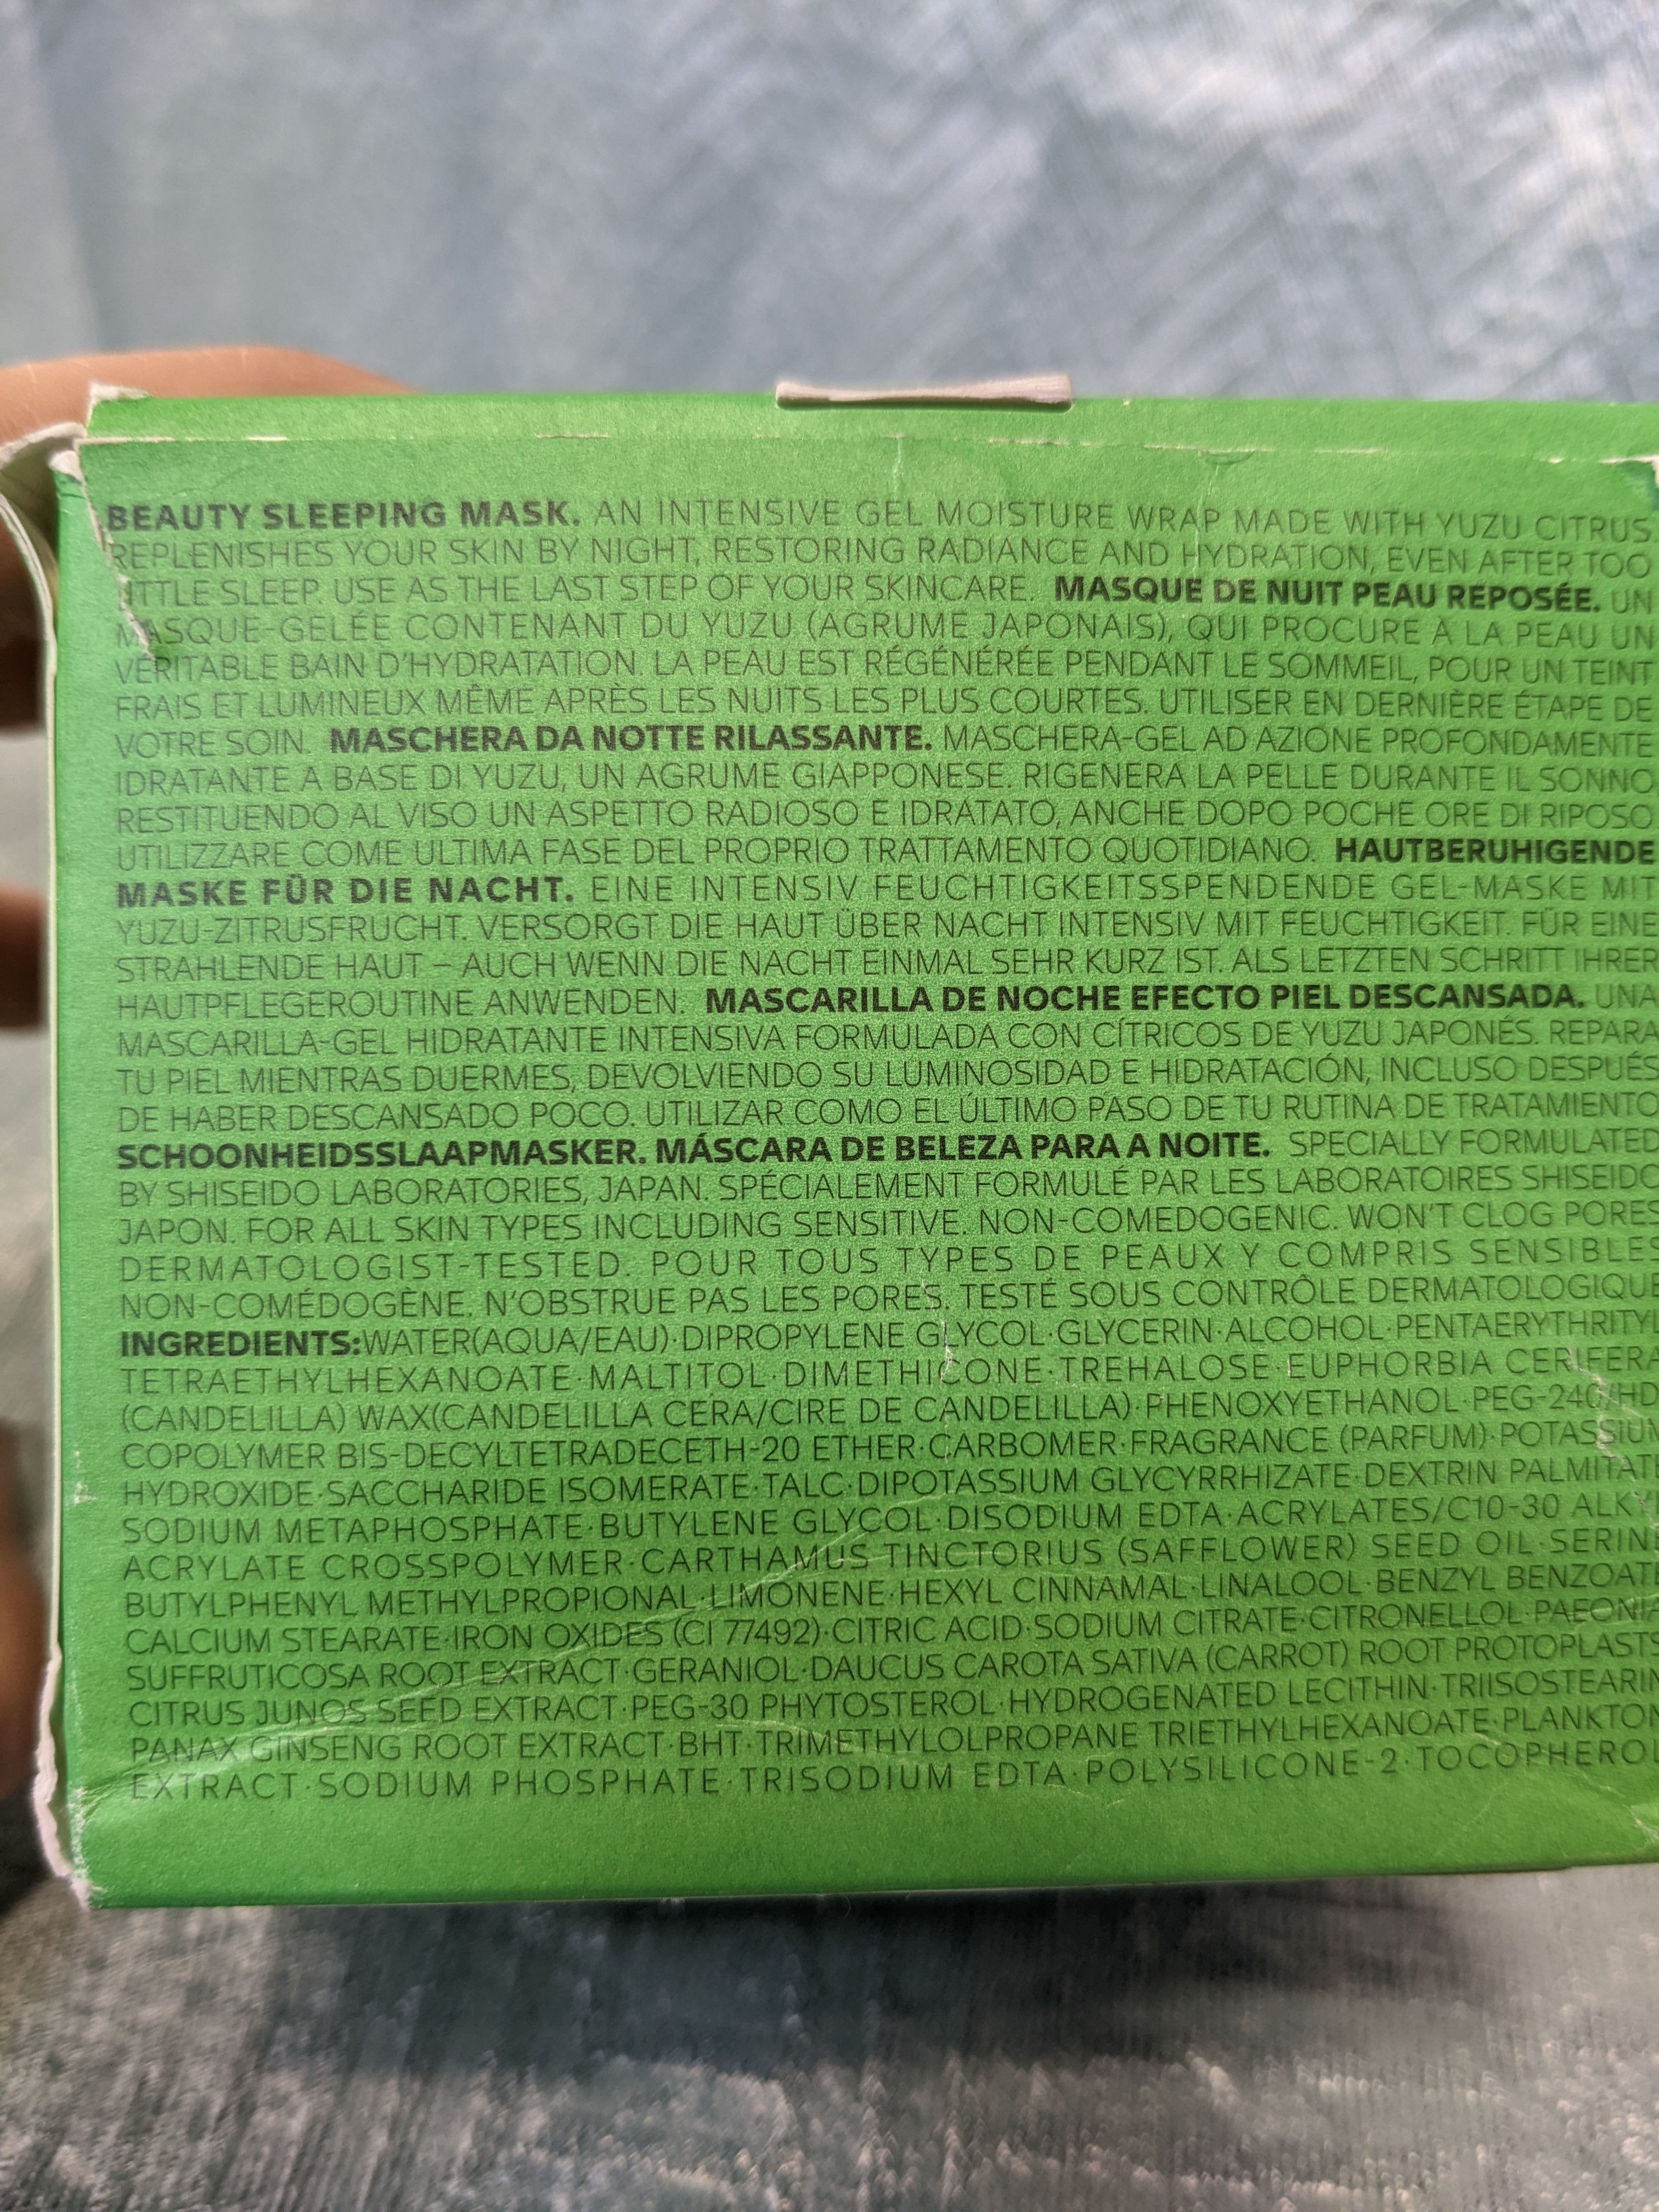 BEAUTY SLEEPING MASK. AN INTENSIVE GEL MOISTURE WRAP MADE WITH YUZU CITRUS.
REPLENISHES YOUR SKIN BY NIGHT, RESTORING RADIANCE AND HYDRATION, EVEN AFTER TOO
LITTLE SLEEP. USE AS THE LAST STEP OF YOUR SKINCARE. MASQUE DE NUIT PEAU REPOSÉE. UN
MASQUE-GELÉE CONTENANT DU YUZU (AGRUME JAPONAIS), QUI PROCURE À LA PEAU UN
VÉRITABLE BAIN D'HYDRATATION. LA PEAU EST RÉGÉNÉRÉE PENDANT LE SOMMEIL, POUR UN TEINT
FRAIS ET LUMINEUX MÊME APRÈS LES NUITS LES PLUS COURTES. UTILISER EN DERNIÈRE ÉTAPE DE
VOTRE SOIN. MASCHERA DA NOTTE RILASSANTE. MASCHERA-GEL AD AZIONE PROFONDAMENTE
IDRATANTE A BASE DI YUZU, UN AGRUME GIAPPONESE. RIGENERA LA PELLE DURANTE IL SONNO
RESTITUENDO AL VISO UN ASPETTO RADIOSO E IDRATATO, ANCHE DOPO POCHE ORE DI RIPOSO
UTILIZZARE COME ULTIMA FASE DEL PROPRIO TRATTAMENTO QUOTIDIANO. HAUTBERUHIGENDE
MASKE FÜR DIE NACHT. EINE INTENSIV FEUCHTIGKEITSSPENDENDE GEL-MASKE MIT
YUZU-ZITRUSFRUCHT. VERSORGT DIE HAUT ÜBER NACHT INTENSIV MIT FEUCHTIGKEIT. FÜR EINE
STRAHLENDE HAUT – AUCH WENN DIE NACHT EINMAL SEHR KURZ IST. ALS LETZTEN SCHRITT IHRER
HAUTPFLEGEROUTINE ANWENDEN. MASCARILLA DE NOCHE EFECTO PIEL DESCANSADA. UNA
MASCARILLA-GEL HIDRATANTE INTENSIVA FORMULADA CON CÍTRICOS DE YUZU JAPONÉS. REPARA
TU PIEL MIENTRAS DUERMES, DEVOLVIENDO SU LUMINOSIDAD E HIDRATACIÓN, INCLUSO DESPUÉS
DE HABER DESCANSADO POCO. UTILIZAR COMO EL ÚLTIMO PASO DE TU RUTINA DE TRATAMIENTO
SCHOONHEIDSSLAAPMASKER. MÁSCARA DE BELEZA PARA A NOITE. SPECIALLY FORMULATED
BY SHISEIDO LABORATORIES, JAPAN. SPÉCIALEMENT FORMULÉ PAR LES LABORATOIRES SHISEIDO
JAPON. FOR ALL SKIN TYPES INCLUDING SENSITIVE. NON-COMEDOGENIC. WON'T CLOG PORES
DERMATOLOGIST-TESTED. POUR TOUS TYPES DE PEAUX Y COMPRIS SENSIBLES
NON-COMÉDOGÈNE. N'OBSTRUE PAS LES PORES. TESTÉ SOUS CONTRÔLE DERMATOLOGIQUE
INGREDIENTS:WATER(AQUA/EAU)·DIPROPYLENE GLYCOL·GLYCERIN·ALCOHOL·PENTAERYTHRITYL
TETRAETHYLHEXANOATE·MALTITOL·DIMETHICONE·TREHALOSE·EUPHORBIA CERIFERA
(CANDELILLA) WAX(CANDELILLA CERA/CIRE DE CANDELILLA)·PHENOXYETHANOL·PEG-240/HDI
COPOLYMER BIS-DECYLTETRADECETH-20 ETHER·CARBOMER·FRAGRANCE (PARFUM)·POTASSIUM
HYDROXIDE·SACCHARIDE ISOMERATE·TALC·DIPOTASSIUM GLYCYRRHIZATE·DEXTRIN PALMITATE
SODIUM METAPHOSPHATE·BUTYLENE GLYCOL·DISODIUM EDTA·ACRYLATES/C10-30 ALKYL
ACRYLATE CROSSPOLYMER·CARTHAMUS TINCTORIUS (SAFFLOWER) SEED OIL·SERINE
BUTYLPHENYL METHYLPROPIONAL·LIMONENE·HEXYL CINNAMAL·LINALOOL·BENZYL BENZOATE
CALCIUM STEARATE·IRON OXIDES (CI 77492)·CITRIC ACID·SODIUM CITRATE·CITRONELLOL·PAEONIA
SUFFRUTICOSA ROOT EXTRACT·GERANIOL·DAUCUS CAROTA SATIVA (CARROT) ROOT PROTOPLASTS
CITRUS JUNOS SEED EXTRACT·PEG-30 PHYTOSTEROL·HYDROGENATED LECITHIN·TRIISOSTEARIN
PANAX GINSENG ROOT EXTRACT·BHT·TRIMETHYLOLPROPANE TRIETHYLHEXANOATE·PLANKTON
EXTRACT·SODIUM PHOSPHATE·TRISODIUM EDTA·POLYSILICONE-2·TOCOPHEROL